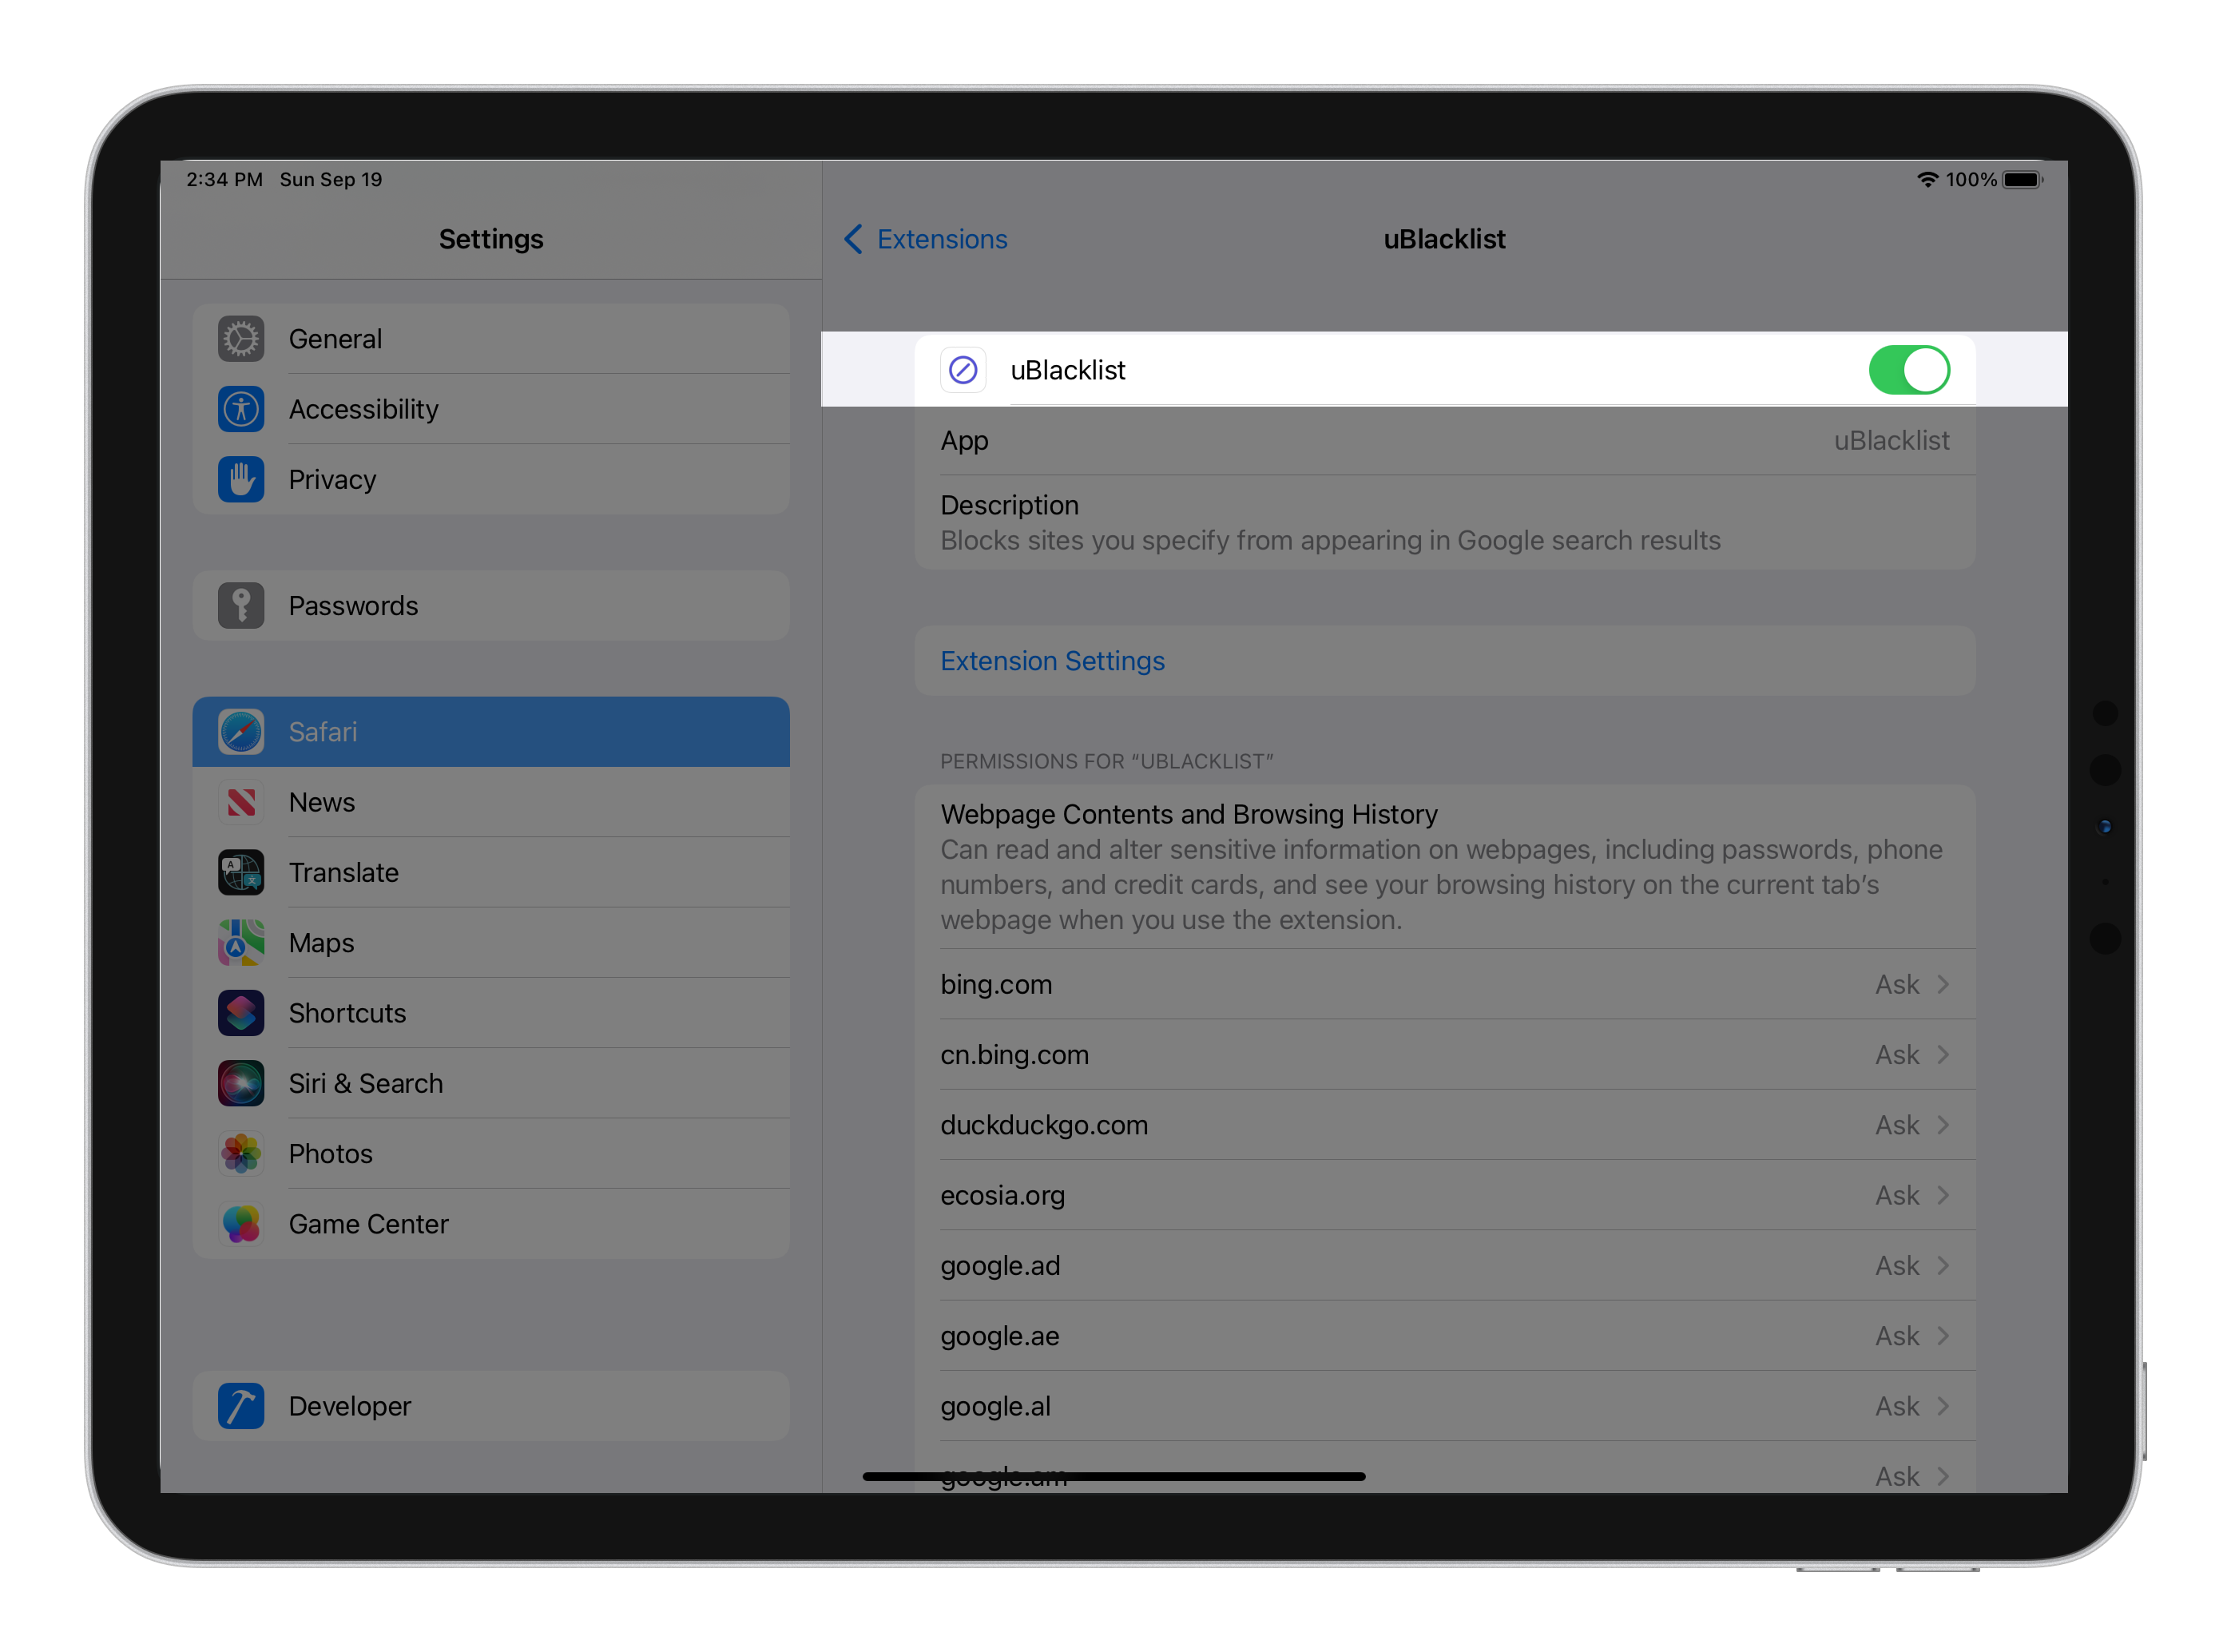 2:34 PM Sun Sep 19
100%
Settings
General
Accessibility
Privacy
Passwords
Safari
News
Translate
Maps
Shortcuts
Siri & Search
Photos
Game Center
Developer
Extensions
uBlacklist
uBlacklist
App uBlacklist
Description
Blocks sites you specify from appearing in Google search results
Extension Settings
PERMISSIONS FOR “UBLACKLIST”
Webpage Contents and Browsing History
Can read and alter sensitive information on webpages, including passwords, phone
numbers, and credit cards, and see your browsing history on the current tab’s
webpage when you use the extension.
bing.com Ask
cn.bing.com Ask
duckduckgo.com Ask
ecosia.org Ask
google.ad Ask
google.ae Ask
google.al Ask
google.am Ask